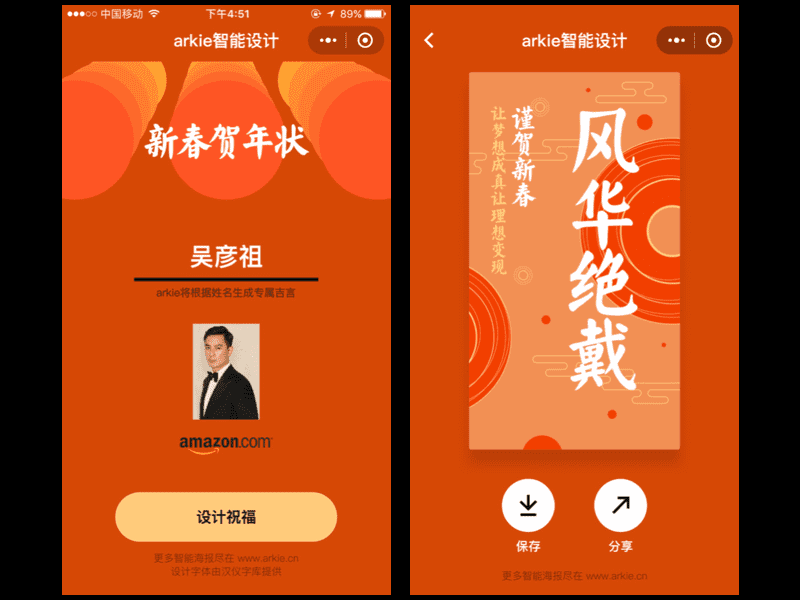 中国移动
下午4:51
89%
arkie智能设计
新春贺年状
吴彦祖
arkie将根据姓名生成专属吉言
amazon.com
设计祝福
更多智能海报尽在 www.arkie.cn
设计字体由汉仪字库提供
arkie智能设计
风华绝戴
谨贺新春
让梦想成真让理想变现
保存
分享
更多智能海报尽在 www.arkie.cn